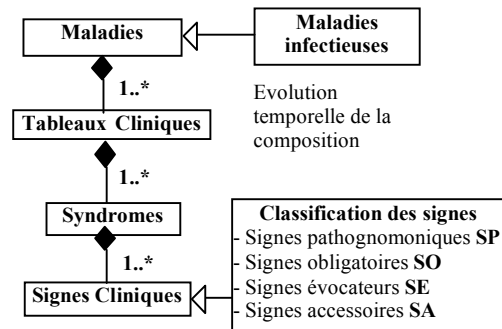 Maladies
Maladies
infectieuses
1..*
Evolution
temporelle de la
composition
Tableaux Cliniques
1..*
Syndromes
1..*
Signes Cliniques
Classification des signes
- Signes pathognomoniques SP
- Signes obligatoires SO
- Signes évocateurs SE
- Signes accessoires SA